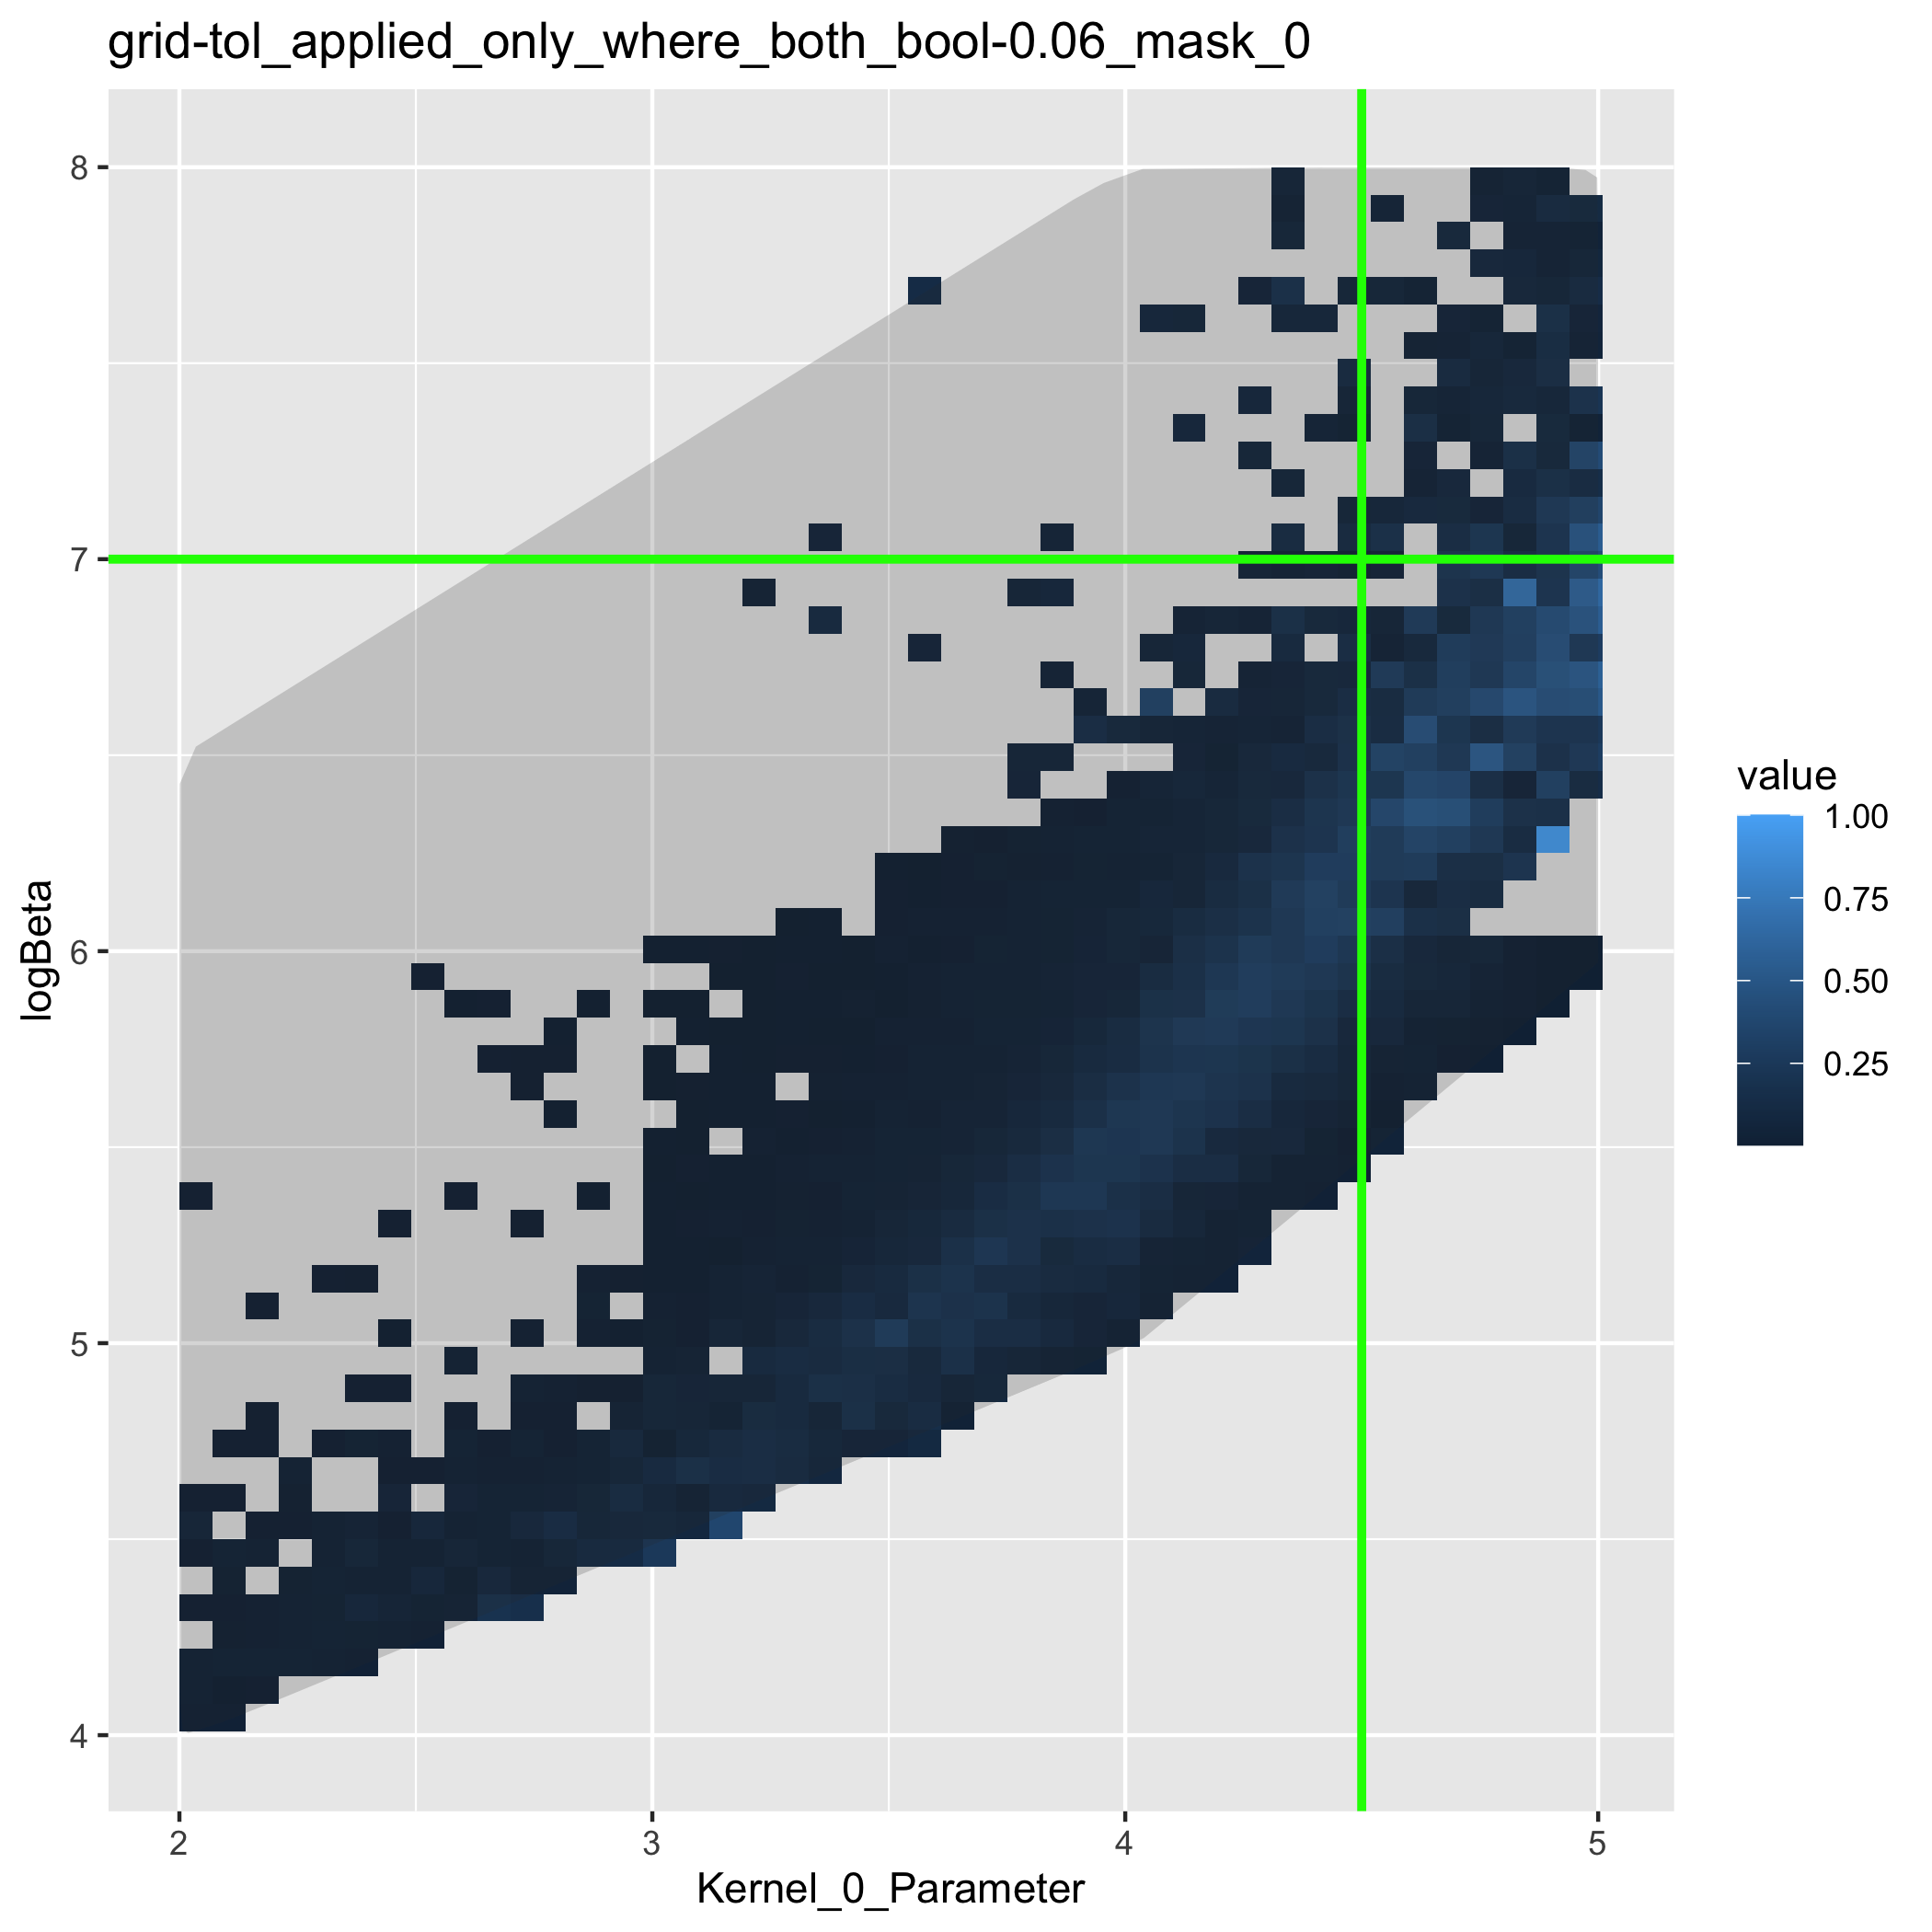 grid-tol_applied_only_where_both_bool-0.06_mask_0
8
7
6
5
4
logBeta
2 3 4 5
Kernel_0_Parameter
value
1.00
0.75
0.50
0.25